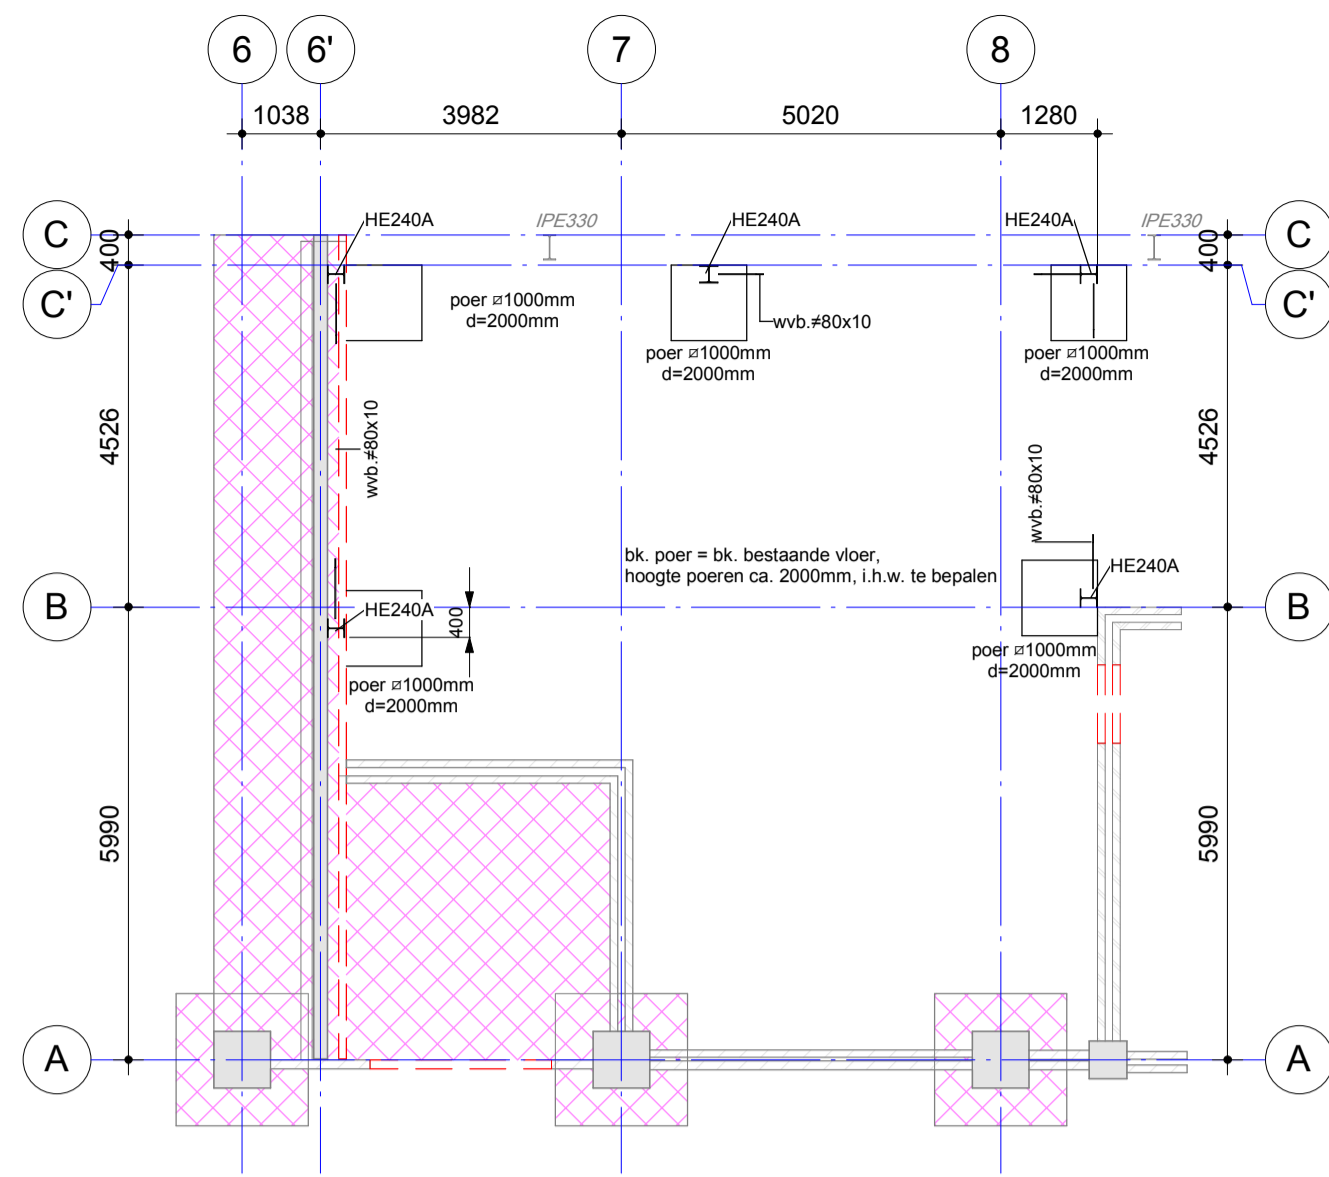 6
6'
7
8
1038
3982
5020
1280
C
400
C'
HE240A
IPE330
HE240A
HE240A
IPE330
400
C
C'
poer ⧄1000mm
d=2000mm
wvb.≠80x10
poer ⧄1000mm
d=2000mm
poer ⧄1000mm
d=2000mm
4526
wvb.≠80x10
wvb.≠80x10
4526
bk. poer = bk. bestaande vloer,
hoogte poeren ca. 2000mm, i.h.w. te bepalen
HE240A
B
HE240A
400
B
poer ⧄1000mm
d=2000mm
poer ⧄1000mm
d=2000mm
5990
5990
A
A